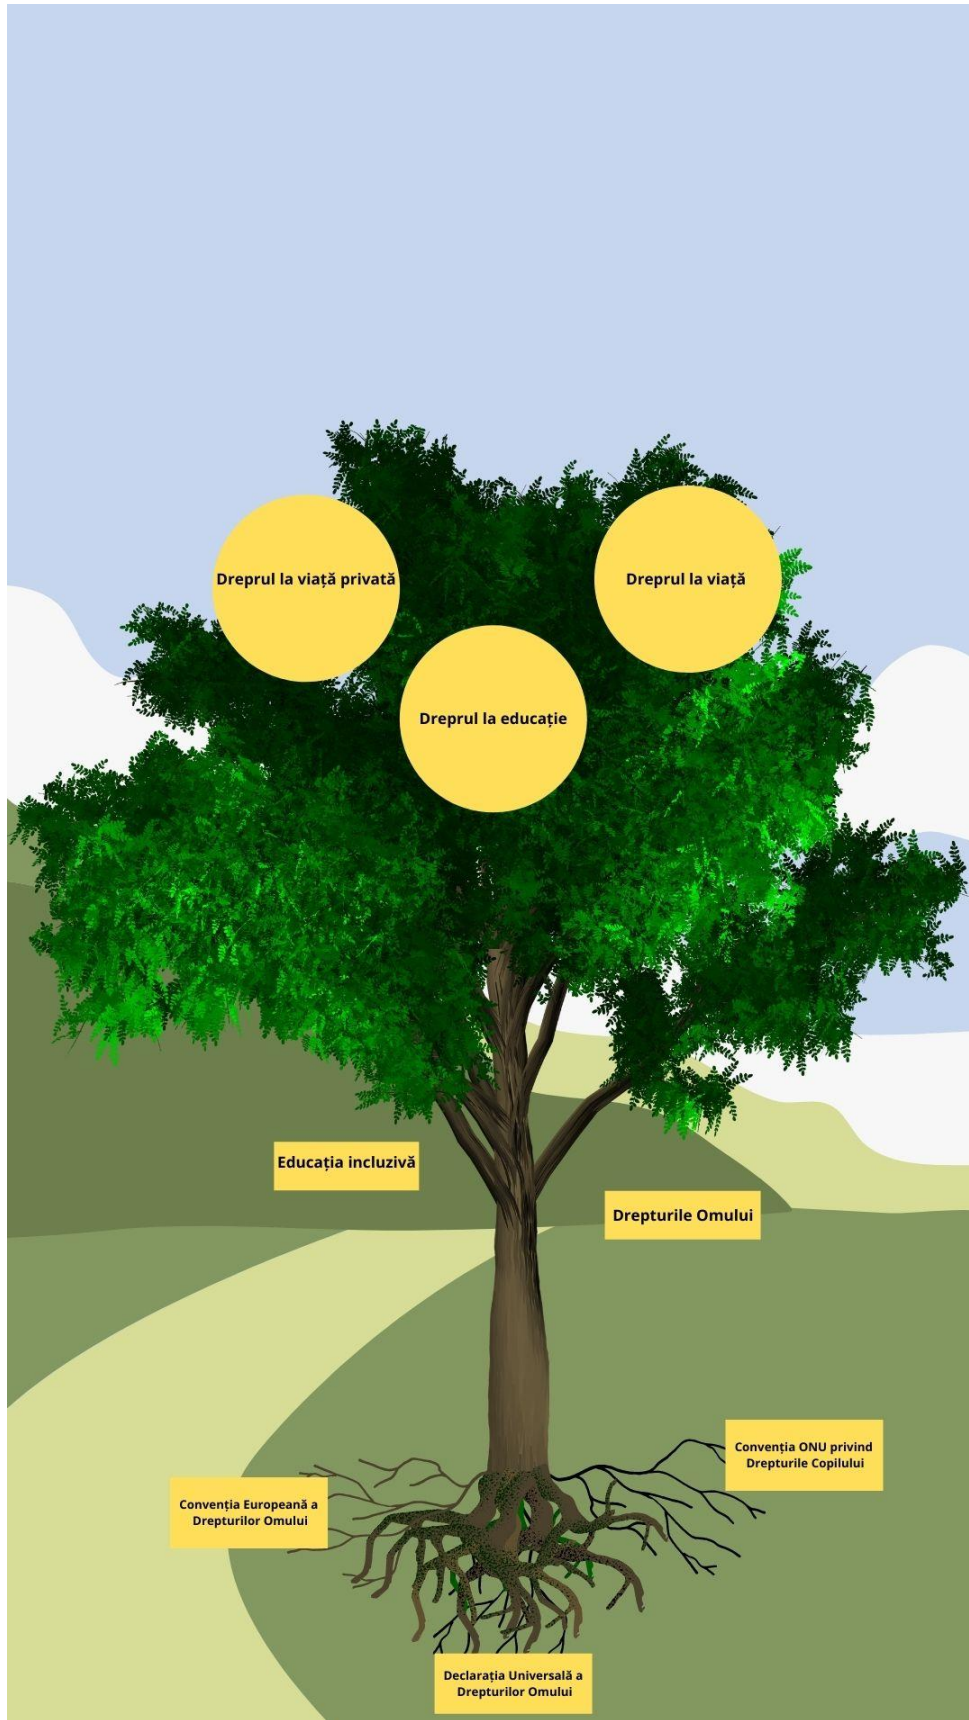 Dreprul la viață privată
Dreprul la viață
Dreprul la educație
Educația incluzivă
Drepturile Omului
Convenția ONU privind
Drepturile Copilului
Convenția Europeană a
Drepturilor Omului
Declarația Universală a
Drepturilor Omului